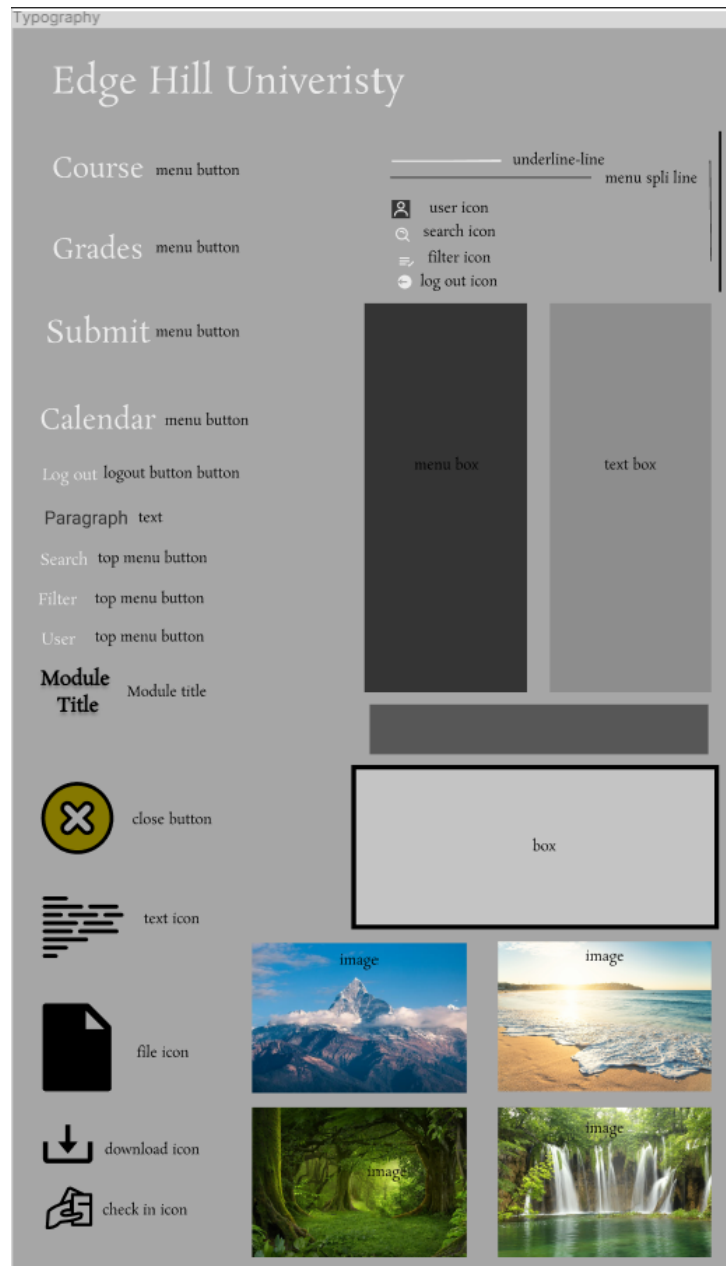 Typography
Edge Hill Univeristy
Course menu button
Grades menu button
Submit menu button
Calendar menu button
Log out logout button button
Paragraph text
Search top menu button
Filter top menu button
User top menu button
Module
Title
Module title
close button
text icon
file icon
download icon
check in icon
underline-line
menu spli line
user icon
search icon
filter icon
log out icon
menu box
text box
box
image
image
image
image